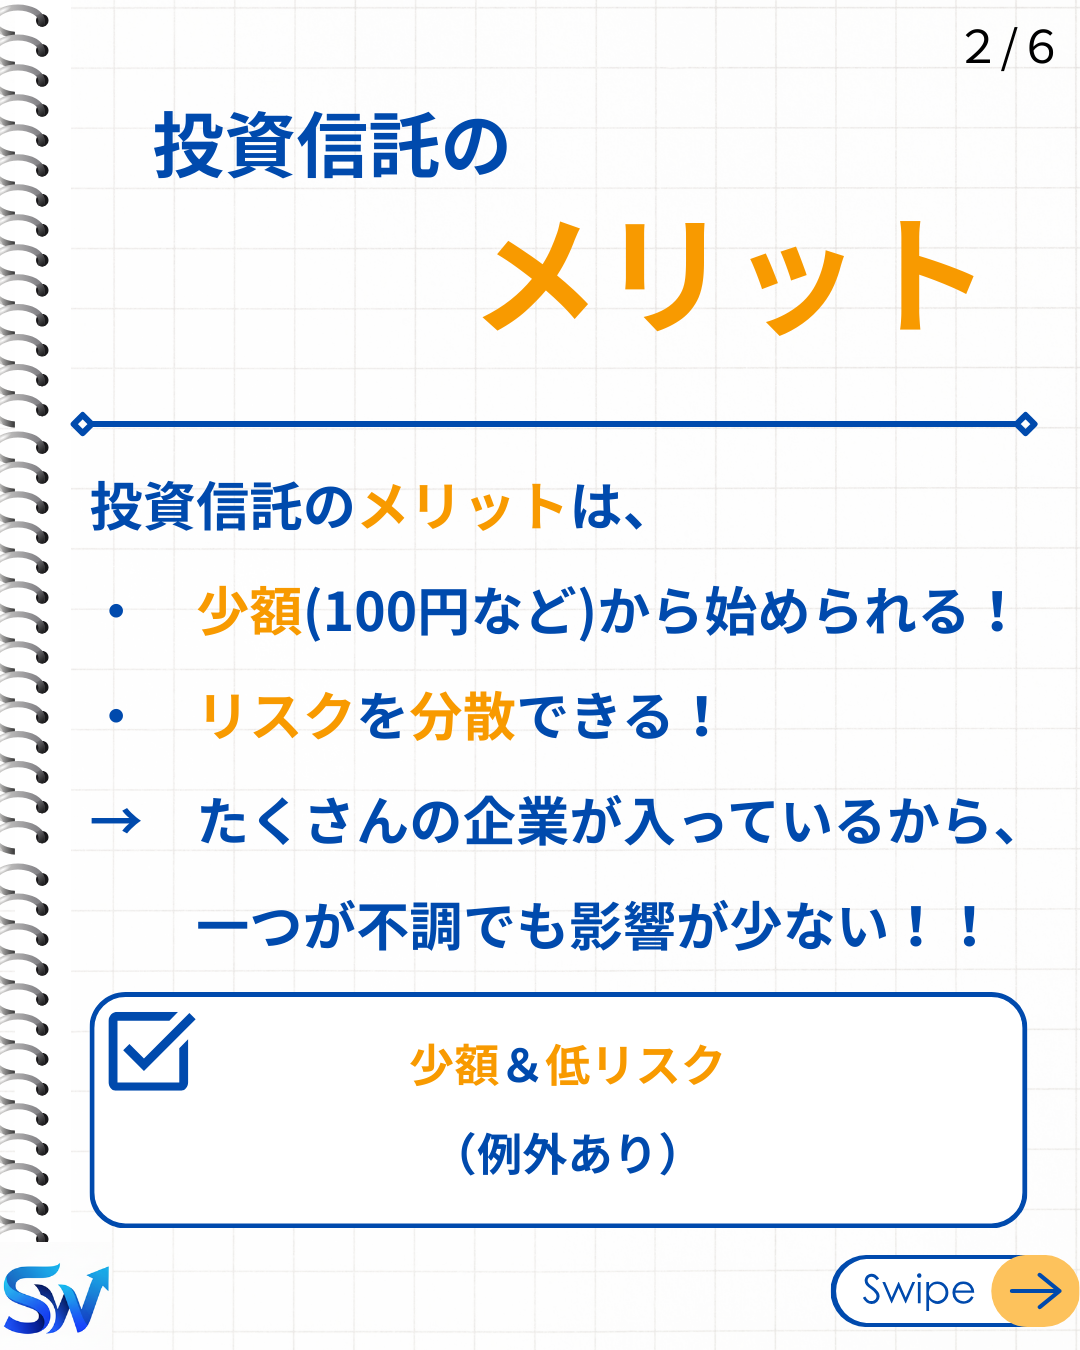 2/6
投資信託の
メリット
投資信託のメリットは、
• 少額(100円など)から始められる！
• リスクを分散できる！
→ たくさんの企業が入っているから、
一つが不調でも影響が少ない！！
少額&低リスク
（例外あり）
SW
Swipe →